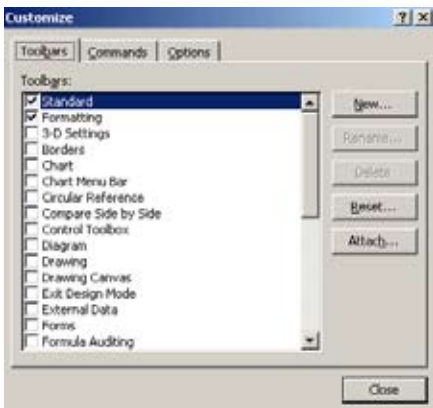 Customize
Toolbars Commands Options
Toolbars:
Standard
Formatting
3-D Settings
Borders
Chart
Chart Menu Bar
Circular Reference
Compare Side by Side
Control Toolbox
Diagram
Drawing
Drawing Canvas
Exit Design Mode
External Data
Forms
Formula Auditing
New...
Rename...
Delete
Reset...
Attach...
Close